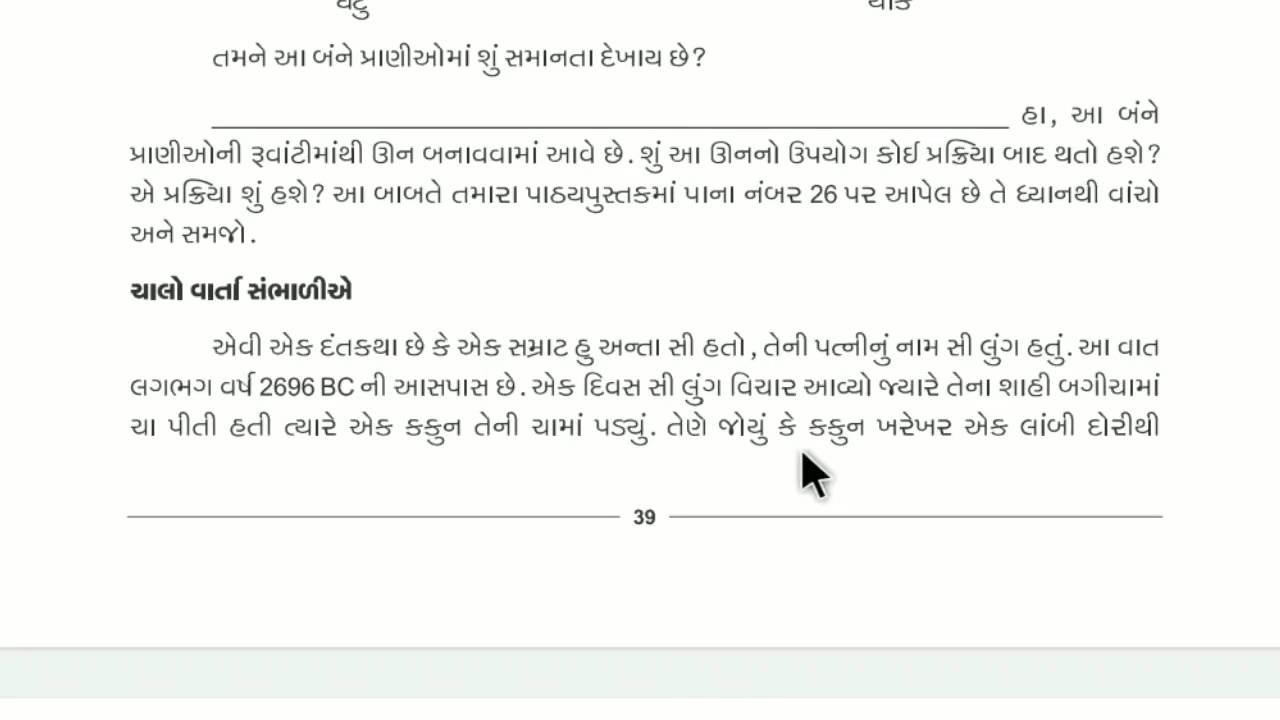 ઘેટું યાક
તમને આ બંને પ્રાણીઓમાં શું સમાનતા દેખાય છે?
હા, આ બંને
પ્રાણીઓની રૂવાંટીમાંથી ઊન બનાવવામાં આવે છે. શું આ ઊનનો ઉપયોગ કોઈ પ્રક્રિયા બાદ થતો હશે?
એ પ્રક્રિયા શું હશે? આ બાબતે તમારા પાઠયપુસ્તકમાં પાના નંબર 26 પર આપેલ છે તે ધ્યાનથી વાંચો
અને સમજો.
ચાલો વાર્તા સંભાળીએ
એવી એક દંતકથા છે કે એક સમ્રાટ હુ અન્તા સી હતો, તેની પત્નીનું નામ સી લુંગ હતું. આ વાત
લગભગ વર્ષ 2696 BC ની આસપાસ છે. એક દિવસ સી લુંગ વિચાર આવ્યો જ્યારે તેના શાહી બગીચામાં
ચા પીતી હતી ત્યારે એક કકુન તેની ચામાં પડ્યું. તેણે જોયું કે કકુન ખરેખર એક લાંબી દોરીથી
39